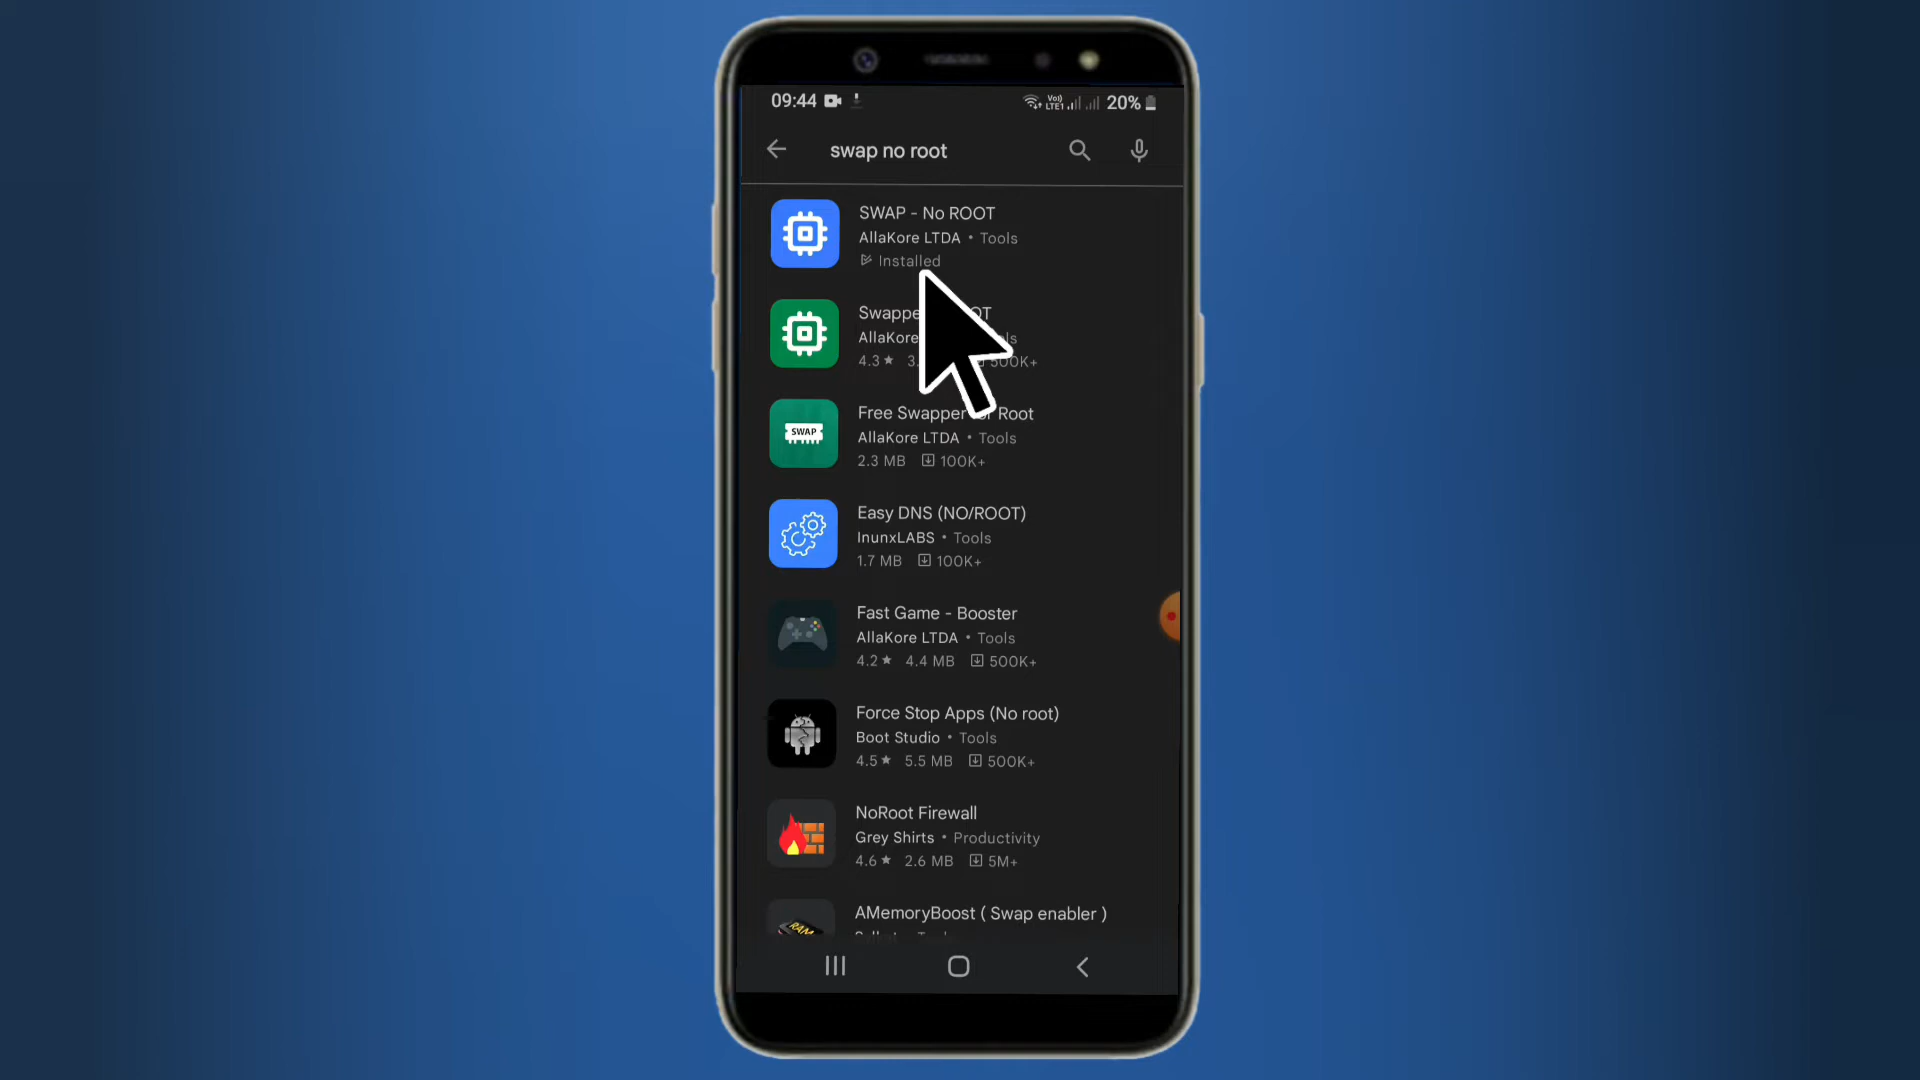 09:44 Vo) LTE1 20%
swap no root
SWAP - No ROOT
AllaKore LTDA • Tools
Installed
AllaKore
4.3 ★ 500K+
Free Swapper Root
SWAP
AllaKore LTDA • Tools
2.3 MB 100K+
Easy DNS (NO/ROOT)
InunxLABS • Tools
1.7 MB 100K+
Fast Game - Booster
AllaKore LTDA • Tools
4.2 ★ 4.4 MB 500K+
Force Stop Apps (No root)
Boot Studio • Tools
4.5 ★ 5.5 MB 500K+
NoRoot Firewall
Grey Shirts • Productivity
4.6 ★ 2.6 MB 5M+
AMemoryBoost ( Swap enabler )
RAM